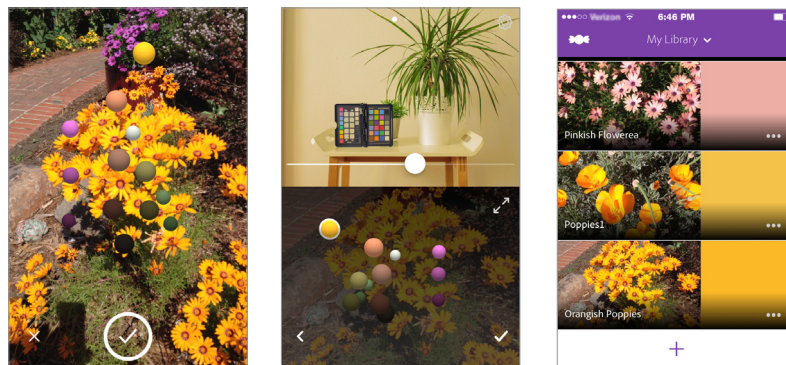 Verizon 6:46 PM
My Library
Pinkish Flowerea
Poppies1
Orangish Poppies